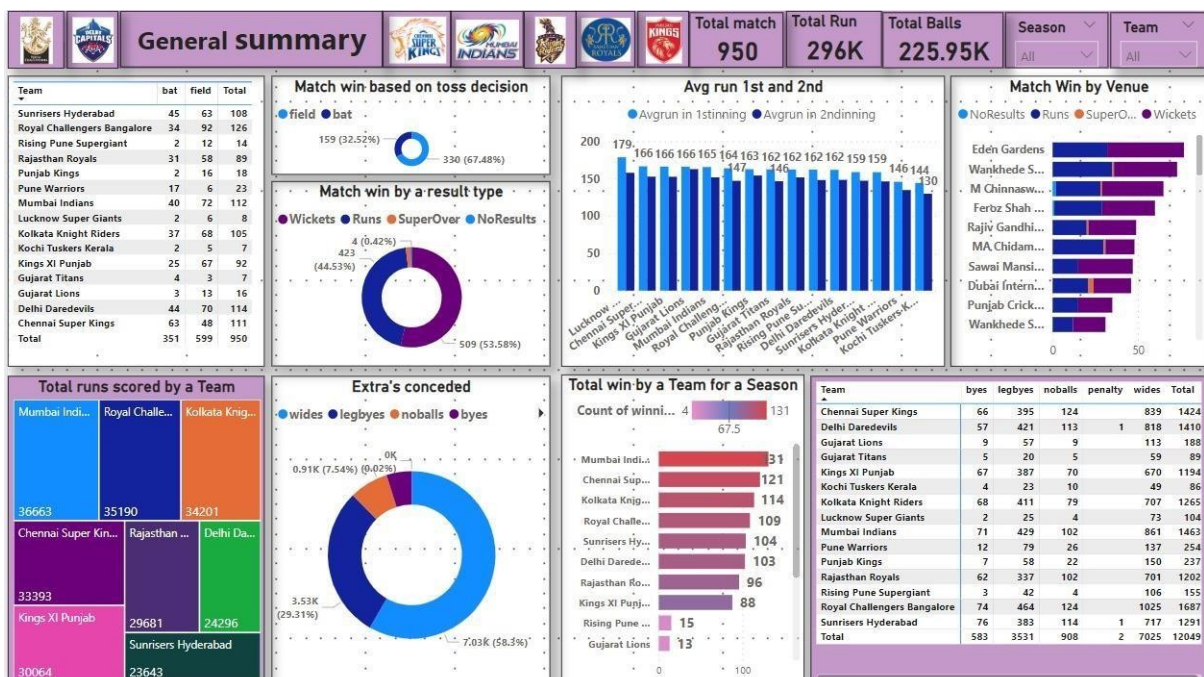 General summary
DELHI CAPITALS
CHENNAI SUPER KINGS
MUMBAI INDIANS
RAJASTHAN ROYALS
KINGS
Total match
950
Total Run
296K
Total Balls
225.95K
Season
All
Team
All
Team bat field Total
Sunrisers Hyderabad 45 63 108
Royal Challengers Bangalore 34 92 126
Rising Pune Supergiant 2 12 14
Rajasthan Royals 31 58 89
Punjab Kings 2 16 18
Pune Warriors 17 6 23
Mumbai Indians 40 72 112
Lucknow Super Giants 2 6 8
Kolkata Knight Riders 37 68 105
Kochi Tuskers Kerala 2 5 7
Kings XI Punjab 25 67 92
Gujarat Titans 4 3 7
Gujarat Lions 3 13 16
Delhi Daredevils 44 70 114
Chennai Super Kings 63 48 111
Total 351 599 950
Match win based on toss decision
field bat
159 (32.52%)
330 (67.48%)
Match win by a result type
Wickets Runs SuperOver NoResults
4 (0.42%)
423
(44.53%)
509 (53.58%)
Avg run 1st and 2nd
Avgrun in 1stinning Avgrun in 2ndinning
200
150
100
50
0
179 166 166 166 165 164 163 162 162 162 162 159 159 146 144
147 146 130
Lucknow ...
Chennai Super...
Kings XI Punjab
Gujarat Lions
Mumbai Indians
Royal Challeng...
Punjab Kings
Gujarat Titans
Rajasthan Royals
Rising Pune Su...
Delhi Daredevils
Sunrisers Hyder...
Kolkata Knight ...
Pune Warriors
Kochi Tuskers K...
Match Win by Venue
NoResults Runs SuperO... Wickets
Eden Gardens
Wankhede S...
M Chinnasw...
Feroz Shah ...
Rajiv Gandhi...
MA Chidam...
Sawai Mansi...
Dubai Intern...
Punjab Crick...
Wankhede S...
0 50
Total runs scored by a Team
Mumbai Indi...
36663
Royal Challe...
35190
Kolkata Knig...
34201
Chennai Super Kin...
33393
Rajasthan ...
29681
Delhi Da...
24296
Kings XI Punjab
30064
Sunrisers Hyderabad
23643
Extra's conceded
wides legbyes noballs byes
0K
0.91K (7.54%) (0.02%)
3.53K
(29.31%)
7.03K (58.3%)
Total win by a Team for a Season
Count of winni... 4 131
67.5
Mumbai Indi... 131
Chennai Sup... 121
Kolkata Knig... 114
Royal Challe... 109
Sunrisers Hy... 104
Delhi Darede... 103
Rajasthan Ro... 96
Kings XI Punj... 88
Rising Pune ... 15
Gujarat Lions 13
0 100
Team byes legbyes noballs penalty wides Total
Chennai Super Kings 66 395 124 839 1424
Delhi Daredevils 57 421 113 1 818 1410
Gujarat Lions 9 57 9 113 188
Gujarat Titans 5 20 5 59 89
Kings XI Punjab 67 387 70 670 1194
Kochi Tuskers Kerala 4 23 10 49 86
Kolkata Knight Riders 68 411 79 707 1265
Lucknow Super Giants 2 25 4 73 104
Mumbai Indians 71 429 102 861 1463
Pune Warriors 12 79 26 137 254
Punjab Kings 7 58 22 150 237
Rajasthan Royals 62 337 102 701 1202
Rising Pune Supergiant 3 42 4 106 155
Royal Challengers Bangalore 74 464 124 1025 1687
Sunrisers Hyderabad 76 383 114 1 717 1291
Total 583 3531 908 2 7025 12049